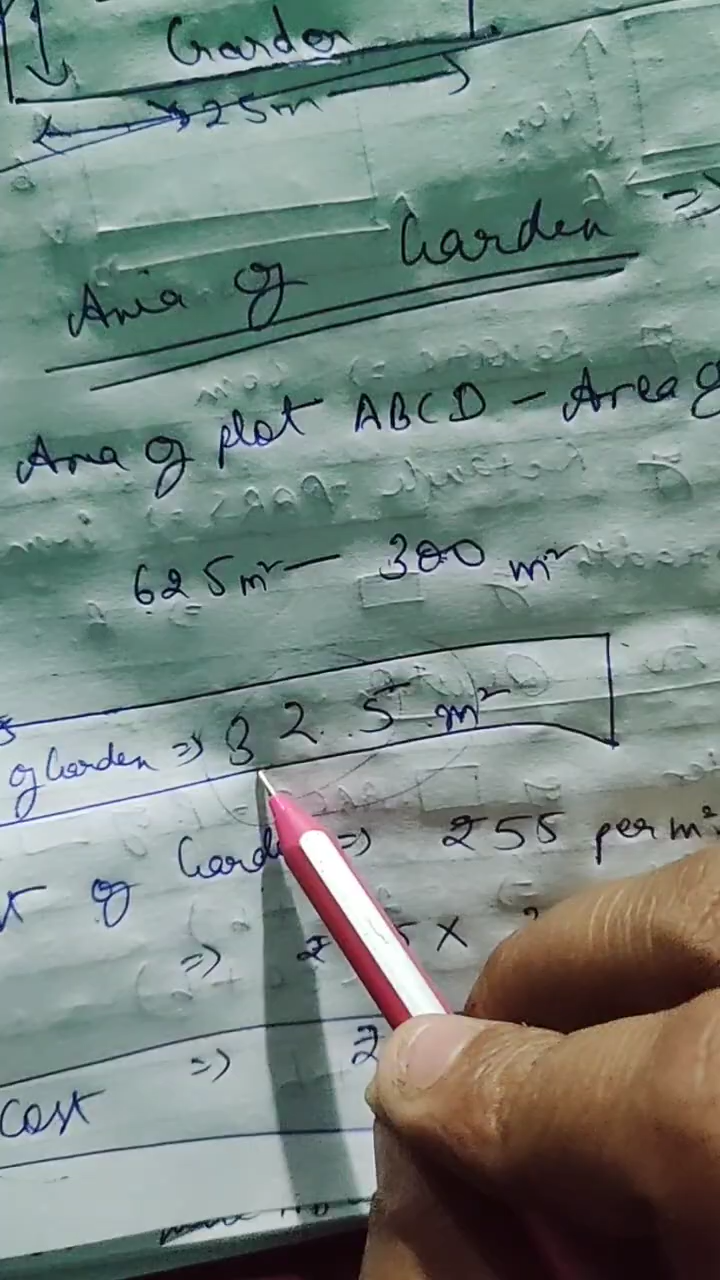 Garden
25m
Area of Garden =>
Area of plot ABCD - Area of
625m² - 300 m²
of Garden => 325 m²
of Garden => 255 per m²
=> ×
Cost => 2